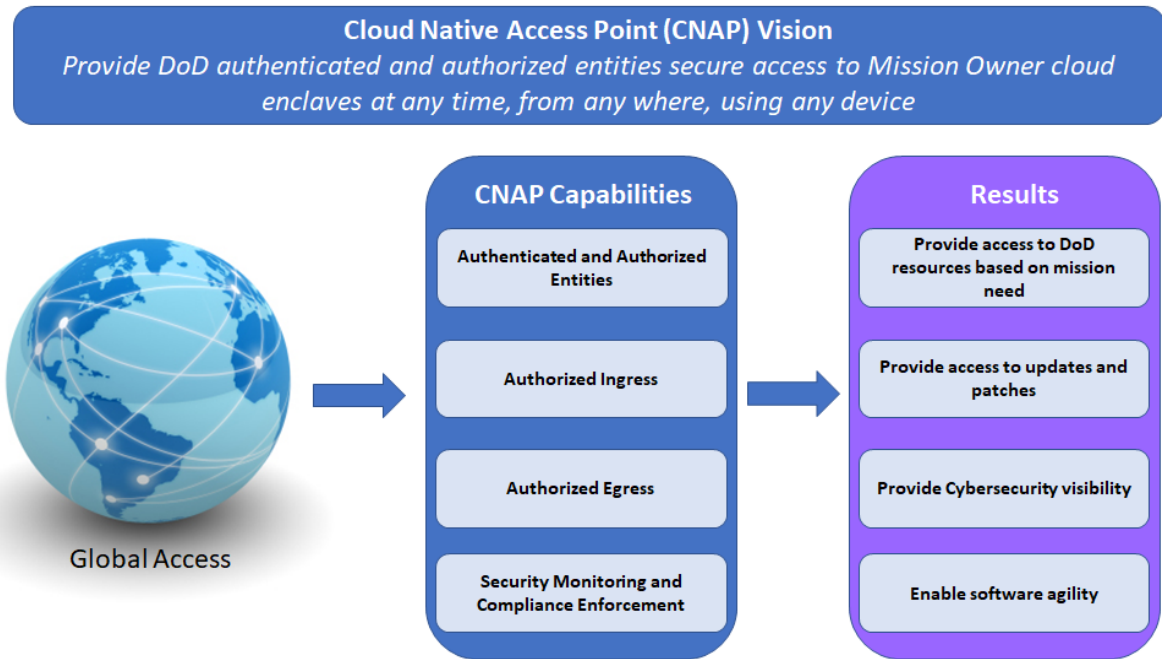 Cloud Native Access Point (CNAP) Vision
Provide DoD authenticated and authorized entities secure access to Mission Owner cloud
enclaves at any time, from any where, using any device
Global Access
CNAP Capabilities
Authenticated and Authorized
Entities
Authorized Ingress
Authorized Egress
Security Monitoring and
Compliance Enforcement
Results
Provide access to DoD
resources based on mission
need
Provide access to updates and
patches
Provide Cybersecurity visibility
Enable software agility